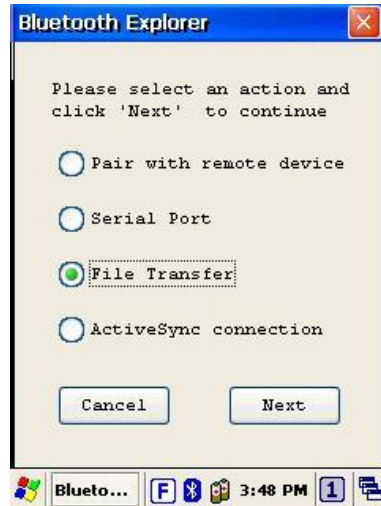 Bluetooth Explorer
Please select an action and
click 'Next' to continue
Pair with remote device
Serial Port
File Transfer
ActiveSync connection
Cancel Next
Blueto... F 3:48 PM 1